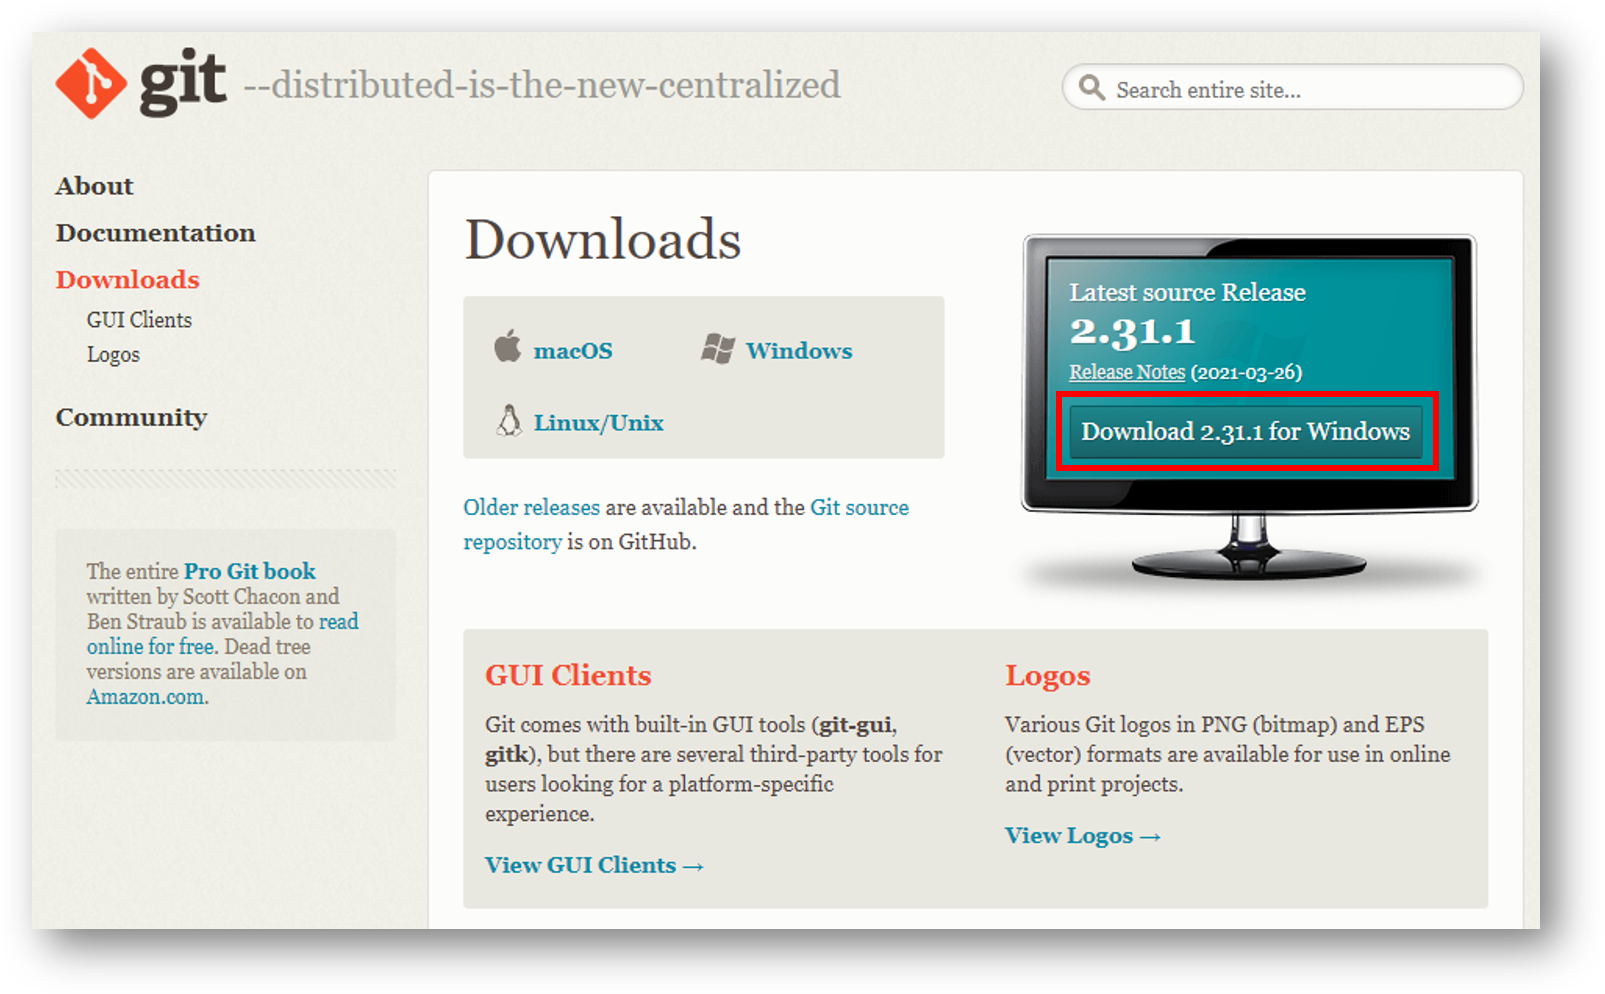 git --distributed-is-the-new-centralized
Search entire site...
About
Documentation
Downloads
GUI Clients
Logos
Community
The entire Pro Git book
written by Scott Chacon and
Ben Straub is available to read
online for free. Dead tree
versions are available on
Amazon.com.
Downloads
macOS
Windows
Linux/Unix
Older releases are available and the Git source
repository is on GitHub.
Latest source Release
2.31.1
Release Notes (2021-03-26)
Download 2.31.1 for Windows
GUI Clients
Git comes with built-in GUI tools (git-gui,
gitk), but there are several third-party tools for
users looking for a platform-specific
experience.
View GUI Clients →
Logos
Various Git logos in PNG (bitmap) and EPS
(vector) formats are available for use in online
and print projects.
View Logos →